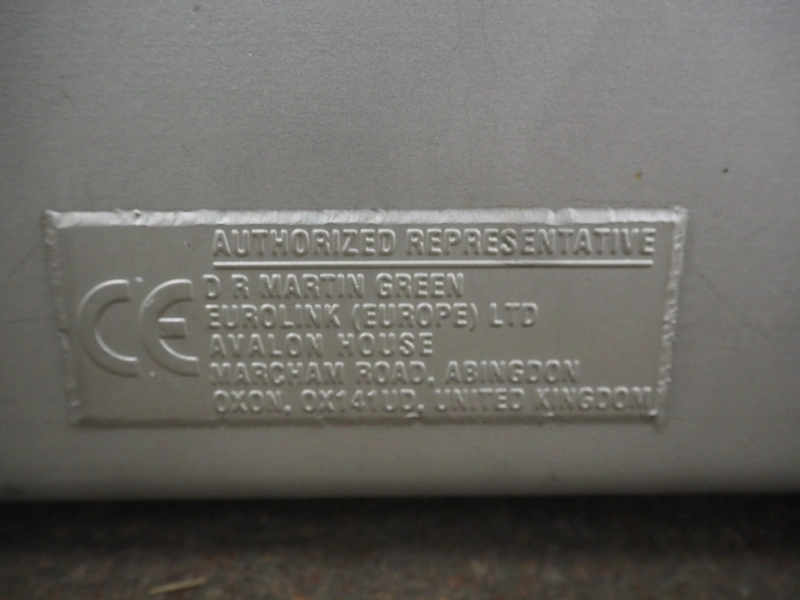 AUTHORIZED REPRESENTATIVE
CE
D R MARTIN GREEN
EUROLINK (EUROPE) LTD
AVALON HOUSE
MARCHAM ROAD. ABINGDON
OXON, OX141UD, UNITED KINGDOM